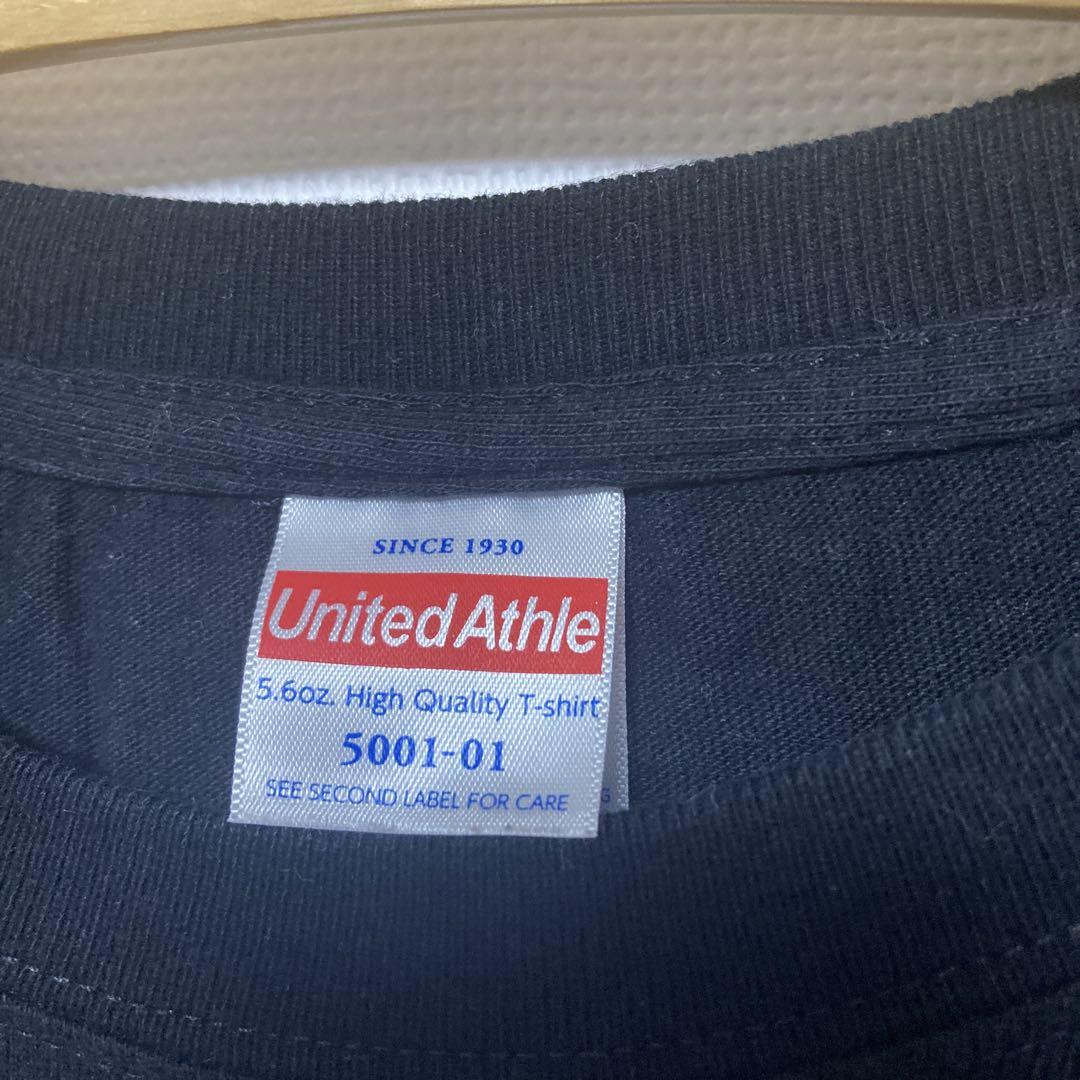 SINCE 1930
United Athle
5.6oz. High Quality T-shirt
5001-01
SEE SECOND LABEL FOR CARE
G